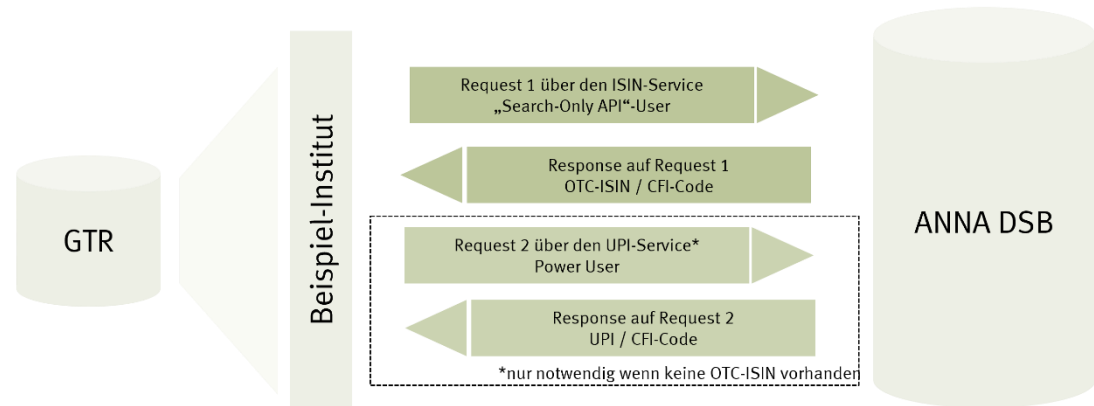 GTR
Beispiel-Institut
Request 1 über den ISIN-Service
„Search-Only API“-User
Response auf Request 1
OTC-ISIN / CFI-Code
Request 2 über den UPI-Service*
Power User
Response auf Request 2
UPI / CFI-Code
*nur notwendig wenn keine OTC-ISIN vorhanden
ANNA DSB